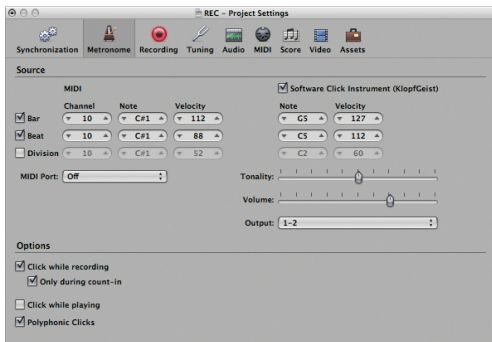 REC – Project Settings
Synchronization Metronome Recording Tuning Audio MIDI Score Video Assets
Source
MIDI
Software Click Instrument (KlopfGeist)
Channel Note Velocity Note Velocity
Bar 10 C#1 112 G5 127
Beat 10 C#1 88 C5 112
Division 10 C#1 52 C2 60
MIDI Port: Off Tonality:
Volume:
Output: 1-2
Options
Click while recording
Only during count-in
Click while playing
Polyphonic Clicks